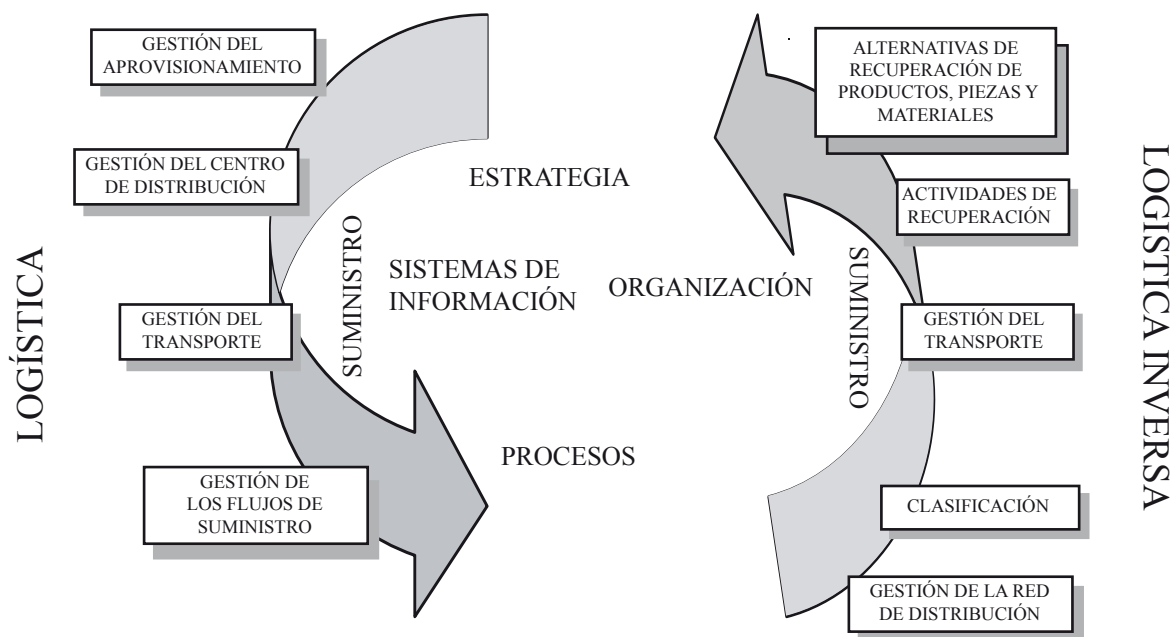 GESTIÓN DEL
APROVISIONAMIENTO
GESTIÓN DEL CENTRO
DE DISTRIBUCIÓN
GESTIÓN DEL
TRANSPORTE
GESTIÓN DE
LOS FLUJOS DE
SUMINISTRO
LOGÍSTICA
SUMINISTRO
ESTRATEGIA
SISTEMAS DE
INFORMACIÓN
ORGANIZACIÓN
PROCESOS
SUMINISTRO
ALTERNATIVAS DE
RECUPERACIÓN DE
PRODUCTOS, PIEZAS Y
MATERIALES
ACTIVIDADES DE
RECUPERACIÓN
GESTIÓN DEL
TRANSPORTE
CLASIFICACIÓN
GESTIÓN DE LA RED
DE DISTRIBUCIÓN
LOGISTICA INVERSA